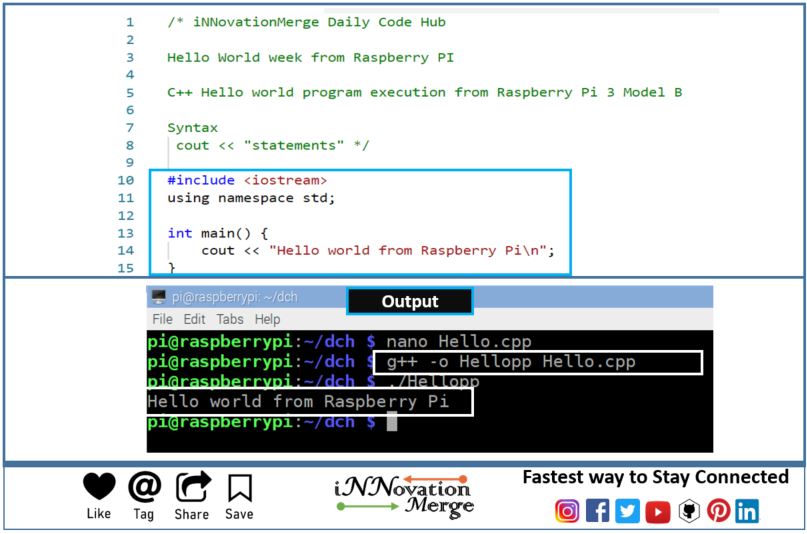 1 /* iNNovationMerge Daily Code Hub
2
3 Hello World week from Raspberry PI
4
5 C++ Hello world program execution from Raspberry Pi 3 Model B
6
7 Syntax
8 cout << "statements" */
9
10 #include <iostream>
11 using namespace std;
12
13 int main() {
14 cout << "Hello world from Raspberry Pi\n";
15 }
pi@raspberrypi: ~/dch
Output
File Edit Tabs Help
pi@raspberrypi:~/dch $ nano Hello.cpp
pi@raspberrypi:~/dch $ g++ -o Hellopp Hello.cpp
pi@raspberrypi:~/dch $ ./Hellopp
Hello world from Raspberry Pi
pi@raspberrypi:~/dch $
Like Tag Share Save
iNNovation
Merge
Fastest way to Stay Connected